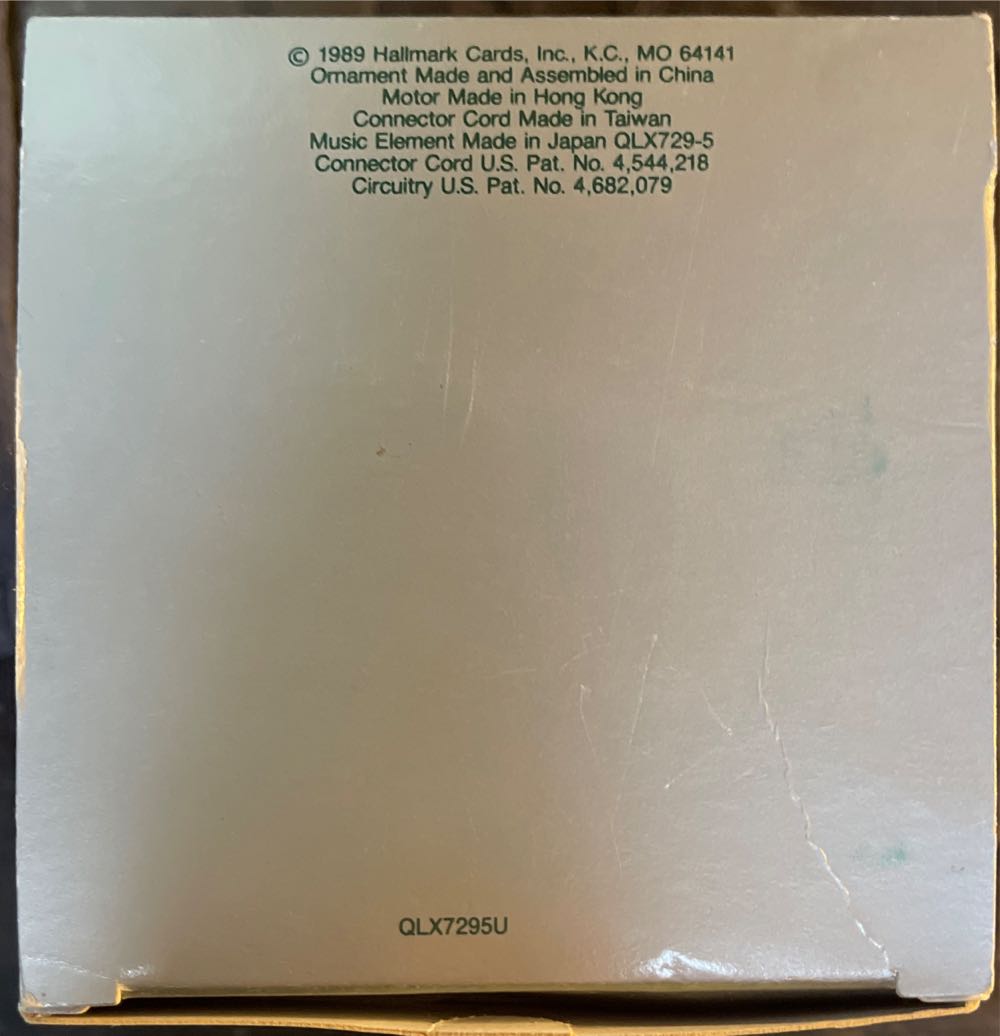 © 1989 Hallmark Cards, Inc., K.C., MO 64141
Ornament Made and Assembled in China
Motor Made in Hong Kong
Connector Cord Made in Taiwan
Music Element Made in Japan QLX729-5
Connector Cord U.S. Pat. No. 4,544,218
Circuitry U.S. Pat. No. 4,682,079
QLX7295U